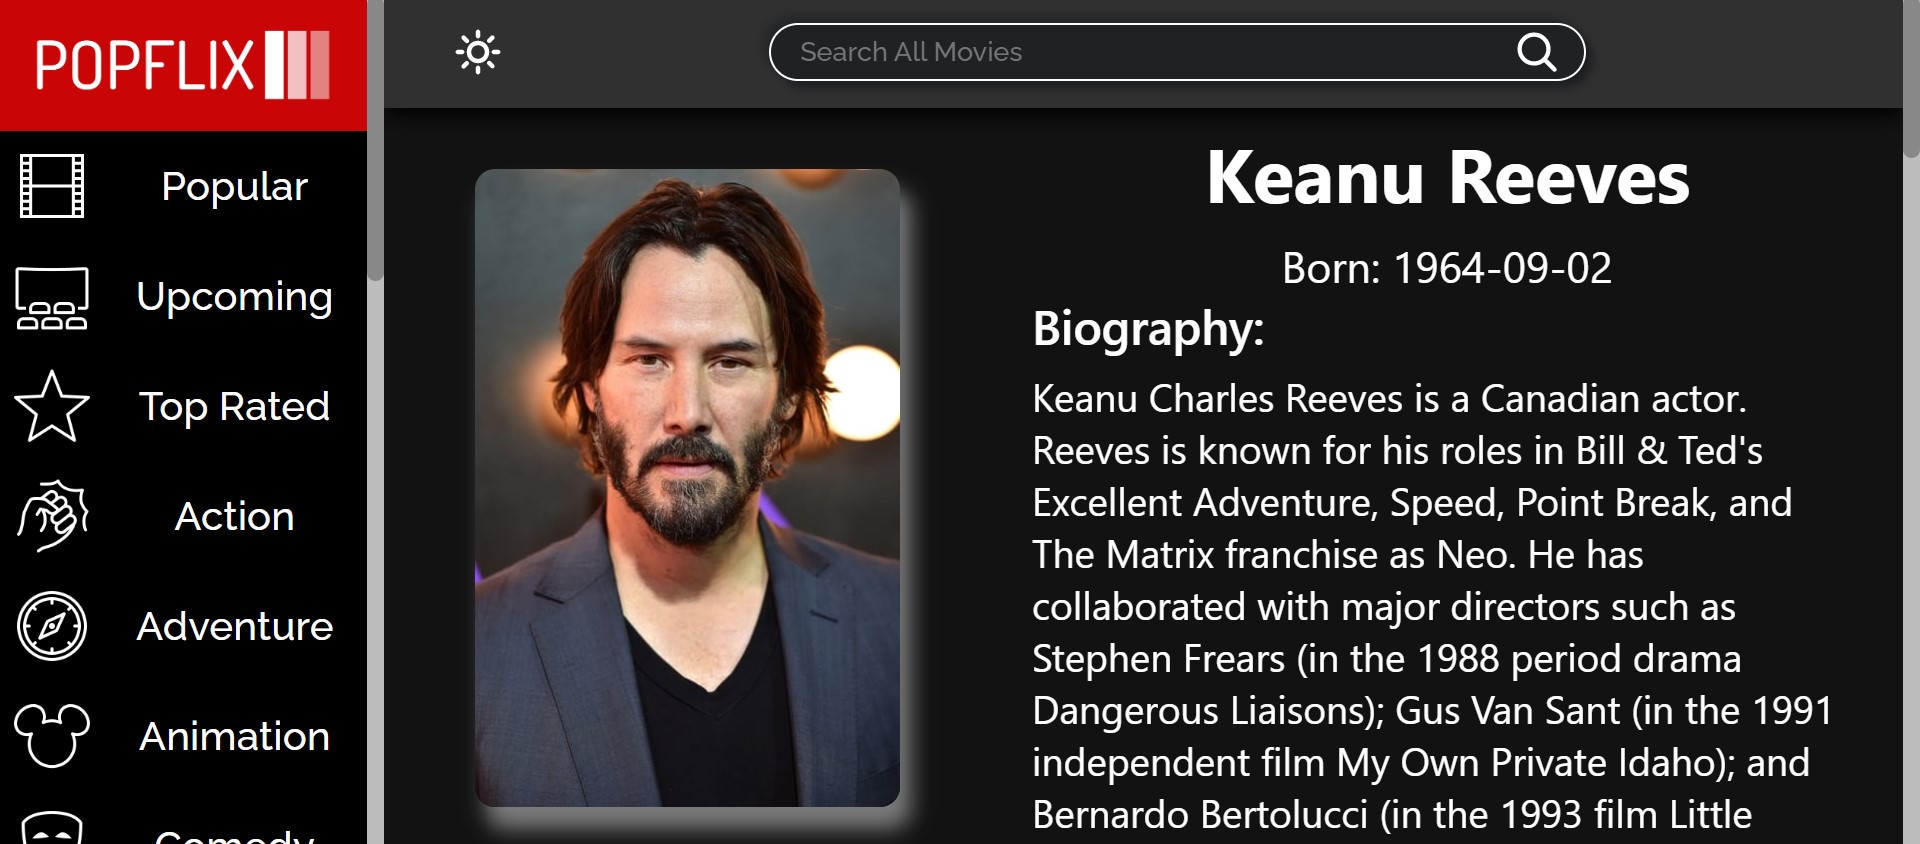 POPFLIX
Search All Movies
Popular
Upcoming
Top Rated
Action
Adventure
Animation
Comedy
Keanu Reeves
Born: 1964-09-02
Biography:
Keanu Charles Reeves is a Canadian actor.
Reeves is known for his roles in Bill & Ted's
Excellent Adventure, Speed, Point Break, and
The Matrix franchise as Neo. He has
collaborated with major directors such as
Stephen Frears (in the 1988 period drama
Dangerous Liaisons); Gus Van Sant (in the 1991
independent film My Own Private Idaho); and
Bernardo Bertolucci (in the 1993 film Little